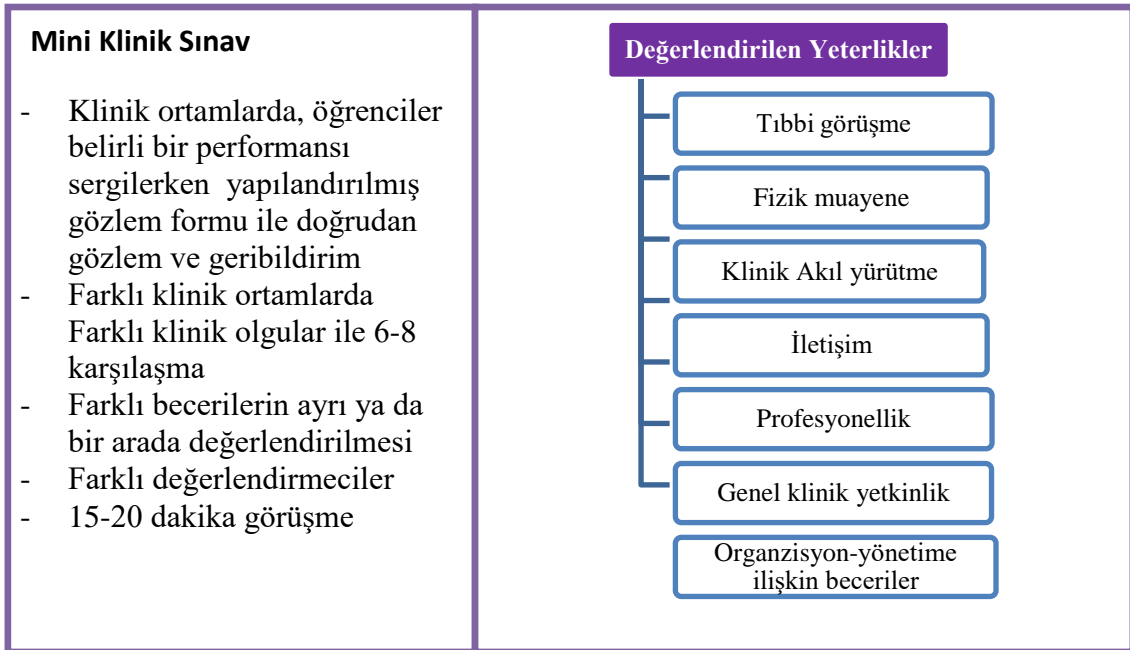 Mini Klinik Sınav
- Klinik ortamlarda, öğrenciler
belirli bir performansı
sergilerken yapılandırılmış
gözlem formu ile doğrudan
gözlem ve geribildirim
- Farklı klinik ortamlarda
Farklı klinik olgular ile 6-8
karşılaşma
- Farklı becerilerin ayrı ya da
bir arada değerlendirilmesi
- Farklı değerlendirmeciler
- 15-20 dakika görüşme
Değerlendirilen Yeterlikler
Tıbbi görüşme
Fizik muayene
Klinik Akıl yürütme
İletişim
Profesyonellik
Genel klinik yetkinlik
Organzisyon-yönetime
ilişkin beceriler